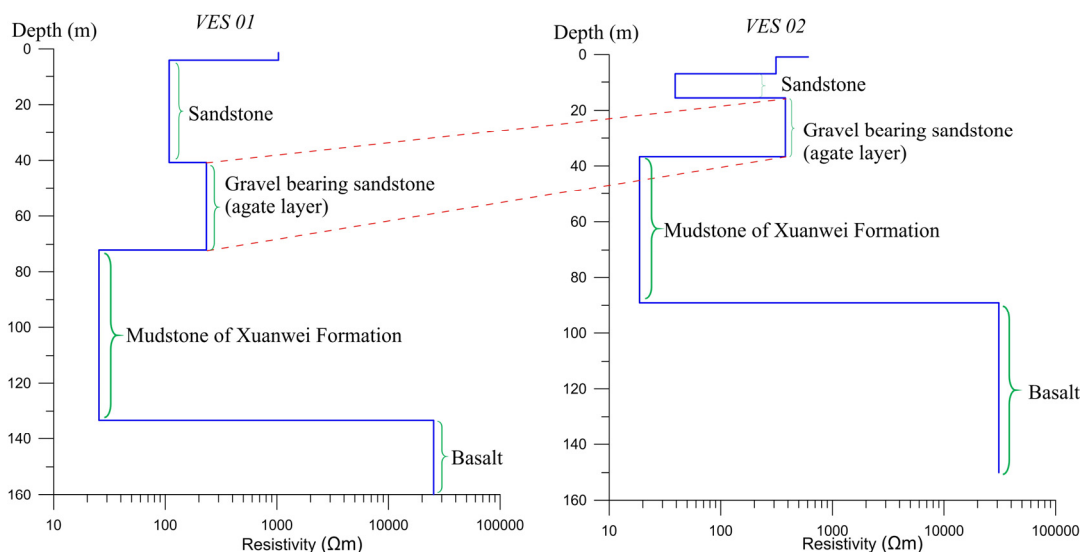 VES 01
Depth (m)
0
20
40
60
80
100
120
140
160
Sandstone
Gravel bearing sandstone
(agate layer)
Mudstone of Xuanwei Formation
Basalt
10
100
1000
10000
100000
Resistivity (Ωm)
VES 02
Depth (m)
0
20
40
60
80
100
120
140
160
Sandstone
Gravel bearing sandstone
(agate layer)
Mudstone of Xuanwei Formation
Basalt
10
100
1000
10000
100000
Resistivity (Ωm)